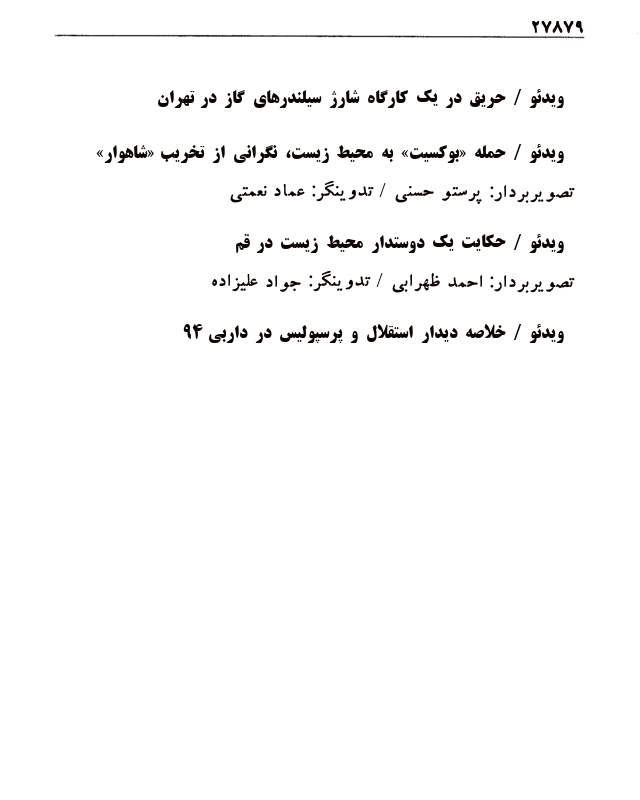 ۲۷۸۷۹
ویدئو / حریق در یک کارگاه شارژ سیلندرهای گاز در تهران
ویدئو / حمله «بوکسیت» به محیط زیست، نگرانی از تخریب «شاهوار»
تصویربردار: پرستو حسنی / تدوینگر: عماد نعمتی
ویدئو / حکایت یک دوستدار محیط زیست در قم
تصویربردار: احمد ظهرابی / تدوینگر: جواد علیزاده
ویدئو / خلاصه دیدار استقلال و پرسپولیس در داربی ۹۴